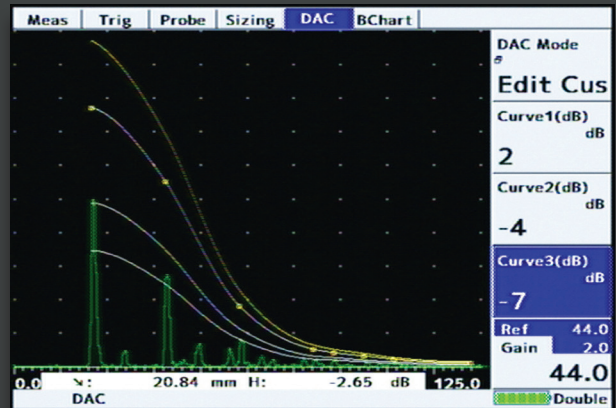 Meas Trig Probe Sizing DAC BChart
DAC Mode
Edit Cus
Curve1(dB)
dB
2
Curve2(dB)
dB
-4
Curve3(dB)
dB
-7
Ref 44.0
Gain 2.0
44.0
0.0 ↘: 20.84 mm H: -2.65 dB 125.0
DAC Double